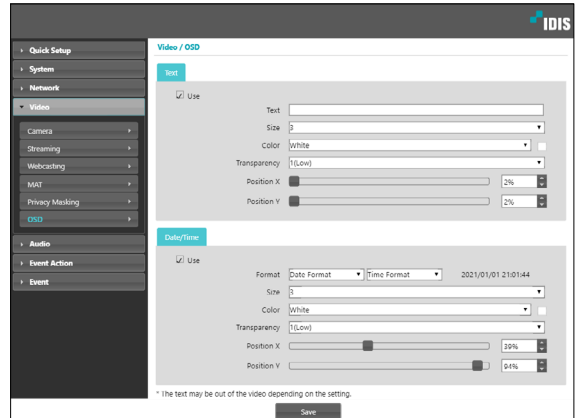 IDIS
Quick Setup
System
Network
Video
Camera
Streaming
Webcasting
MAT
Privacy Masking
OSD
Audio
Event Action
Event
Video / OSD
Text
Use
Text
Size 3
Color White
Transparency 1(Low)
Position X 2%
Position Y 2%
Date/Time
Use
Format Date Format Time Format 2021/01/01 21:01:44
Size 3
Color White
Transparency 1(Low)
Position X 39%
Position Y 94%
* The text may be out of the video depending on the setting.
Save